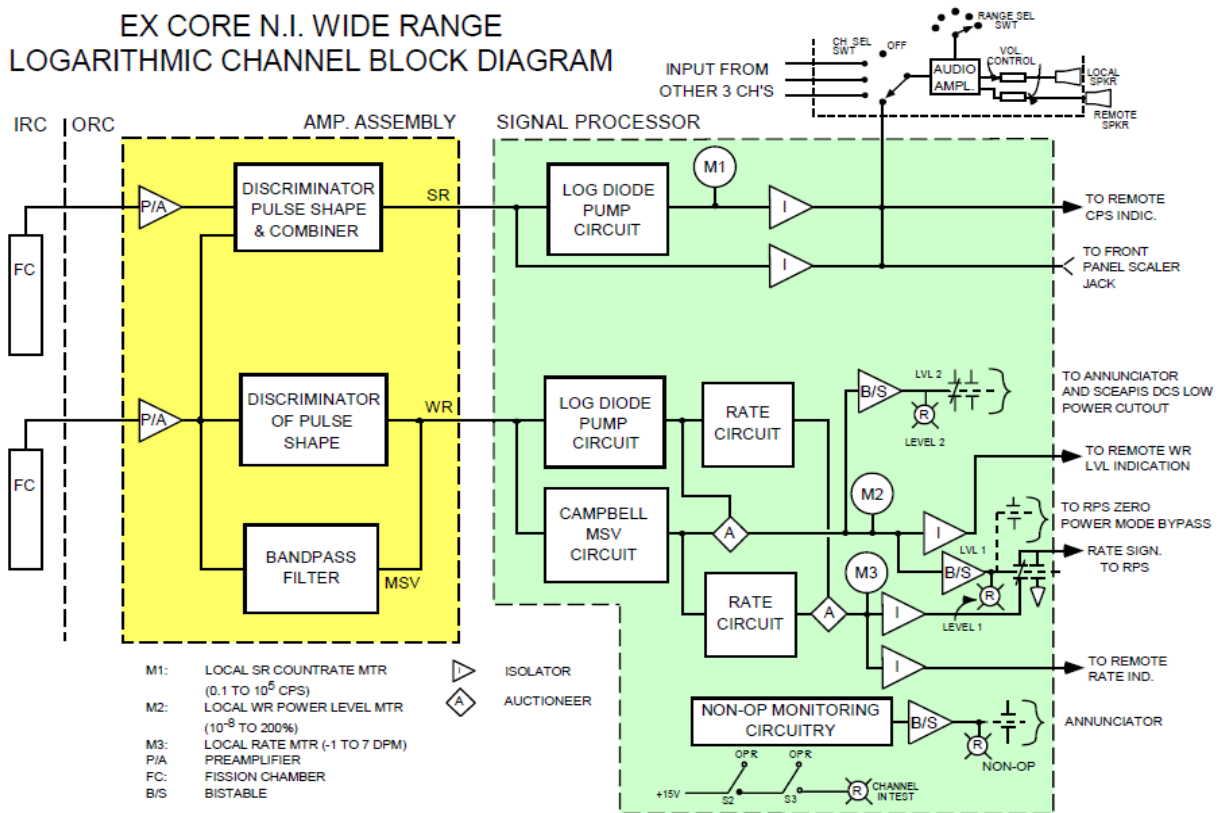 EX CORE N.I. WIDE RANGE
LOGARITHMIC CHANNEL BLOCK DIAGRAM
RANGE SEL
SWT
CH. SEL
SWT
OFF
VOL.
CONTROL
INPUT FROM
OTHER 3 CH'S
AUDIO
AMPL.
LOCAL
SPKR
REMOTE
SPKR
IRC
ORC
AMP. ASSEMBLY
SIGNAL PROCESSOR
P/A
DISCRIMINATOR
PULSE SHAPE
& COMBINER
SR
LOG DIODE
PUMP
CIRCUIT
M1
I
TO REMOTE
CPS INDIC.
FC
I
TO FRONT
PANEL SCALER
JACK
P/A
DISCRIMINATOR
OF PULSE
SHAPE
WR
LOG DIODE
PUMP
CIRCUIT
RATE
CIRCUIT
B/S
LVL 2
R
LEVEL 2
TO ANNUNCIATOR
AND SCEAPIS DCS LOW
POWER CUTOUT
FC
CAMPBELL
MSV
CIRCUIT
A
M2
I
TO REMOTE WR
LVL INDICATION
BANDPASS
FILTER
MSV
RATE
CIRCUIT
A
M3
LVL 1
B/S
R
LEVEL 1
I
TO RPS ZERO
POWER MODE BYPASS
RATE SIGN.
TO RPS
I
TO REMOTE
RATE IND.
M1: LOCAL SR COUNTRATE MTR
(0.1 TO 10⁵ CPS)
M2: LOCAL WR POWER LEVEL MTR
(10⁻⁸ TO 200%)
M3: LOCAL RATE MTR (-1 TO 7 DPM)
P/A PREAMPLIFIER
FC: FISSION CHAMBER
B/S BISTABLE
I ISOLATOR
A AUCTIONEER
NON-OP MONITORING
CIRCUITRY
B/S
R
NON-OP
ANNUNCIATOR
OPR
OPR
+15V
S2
S3
R
CHANNEL
IN TEST